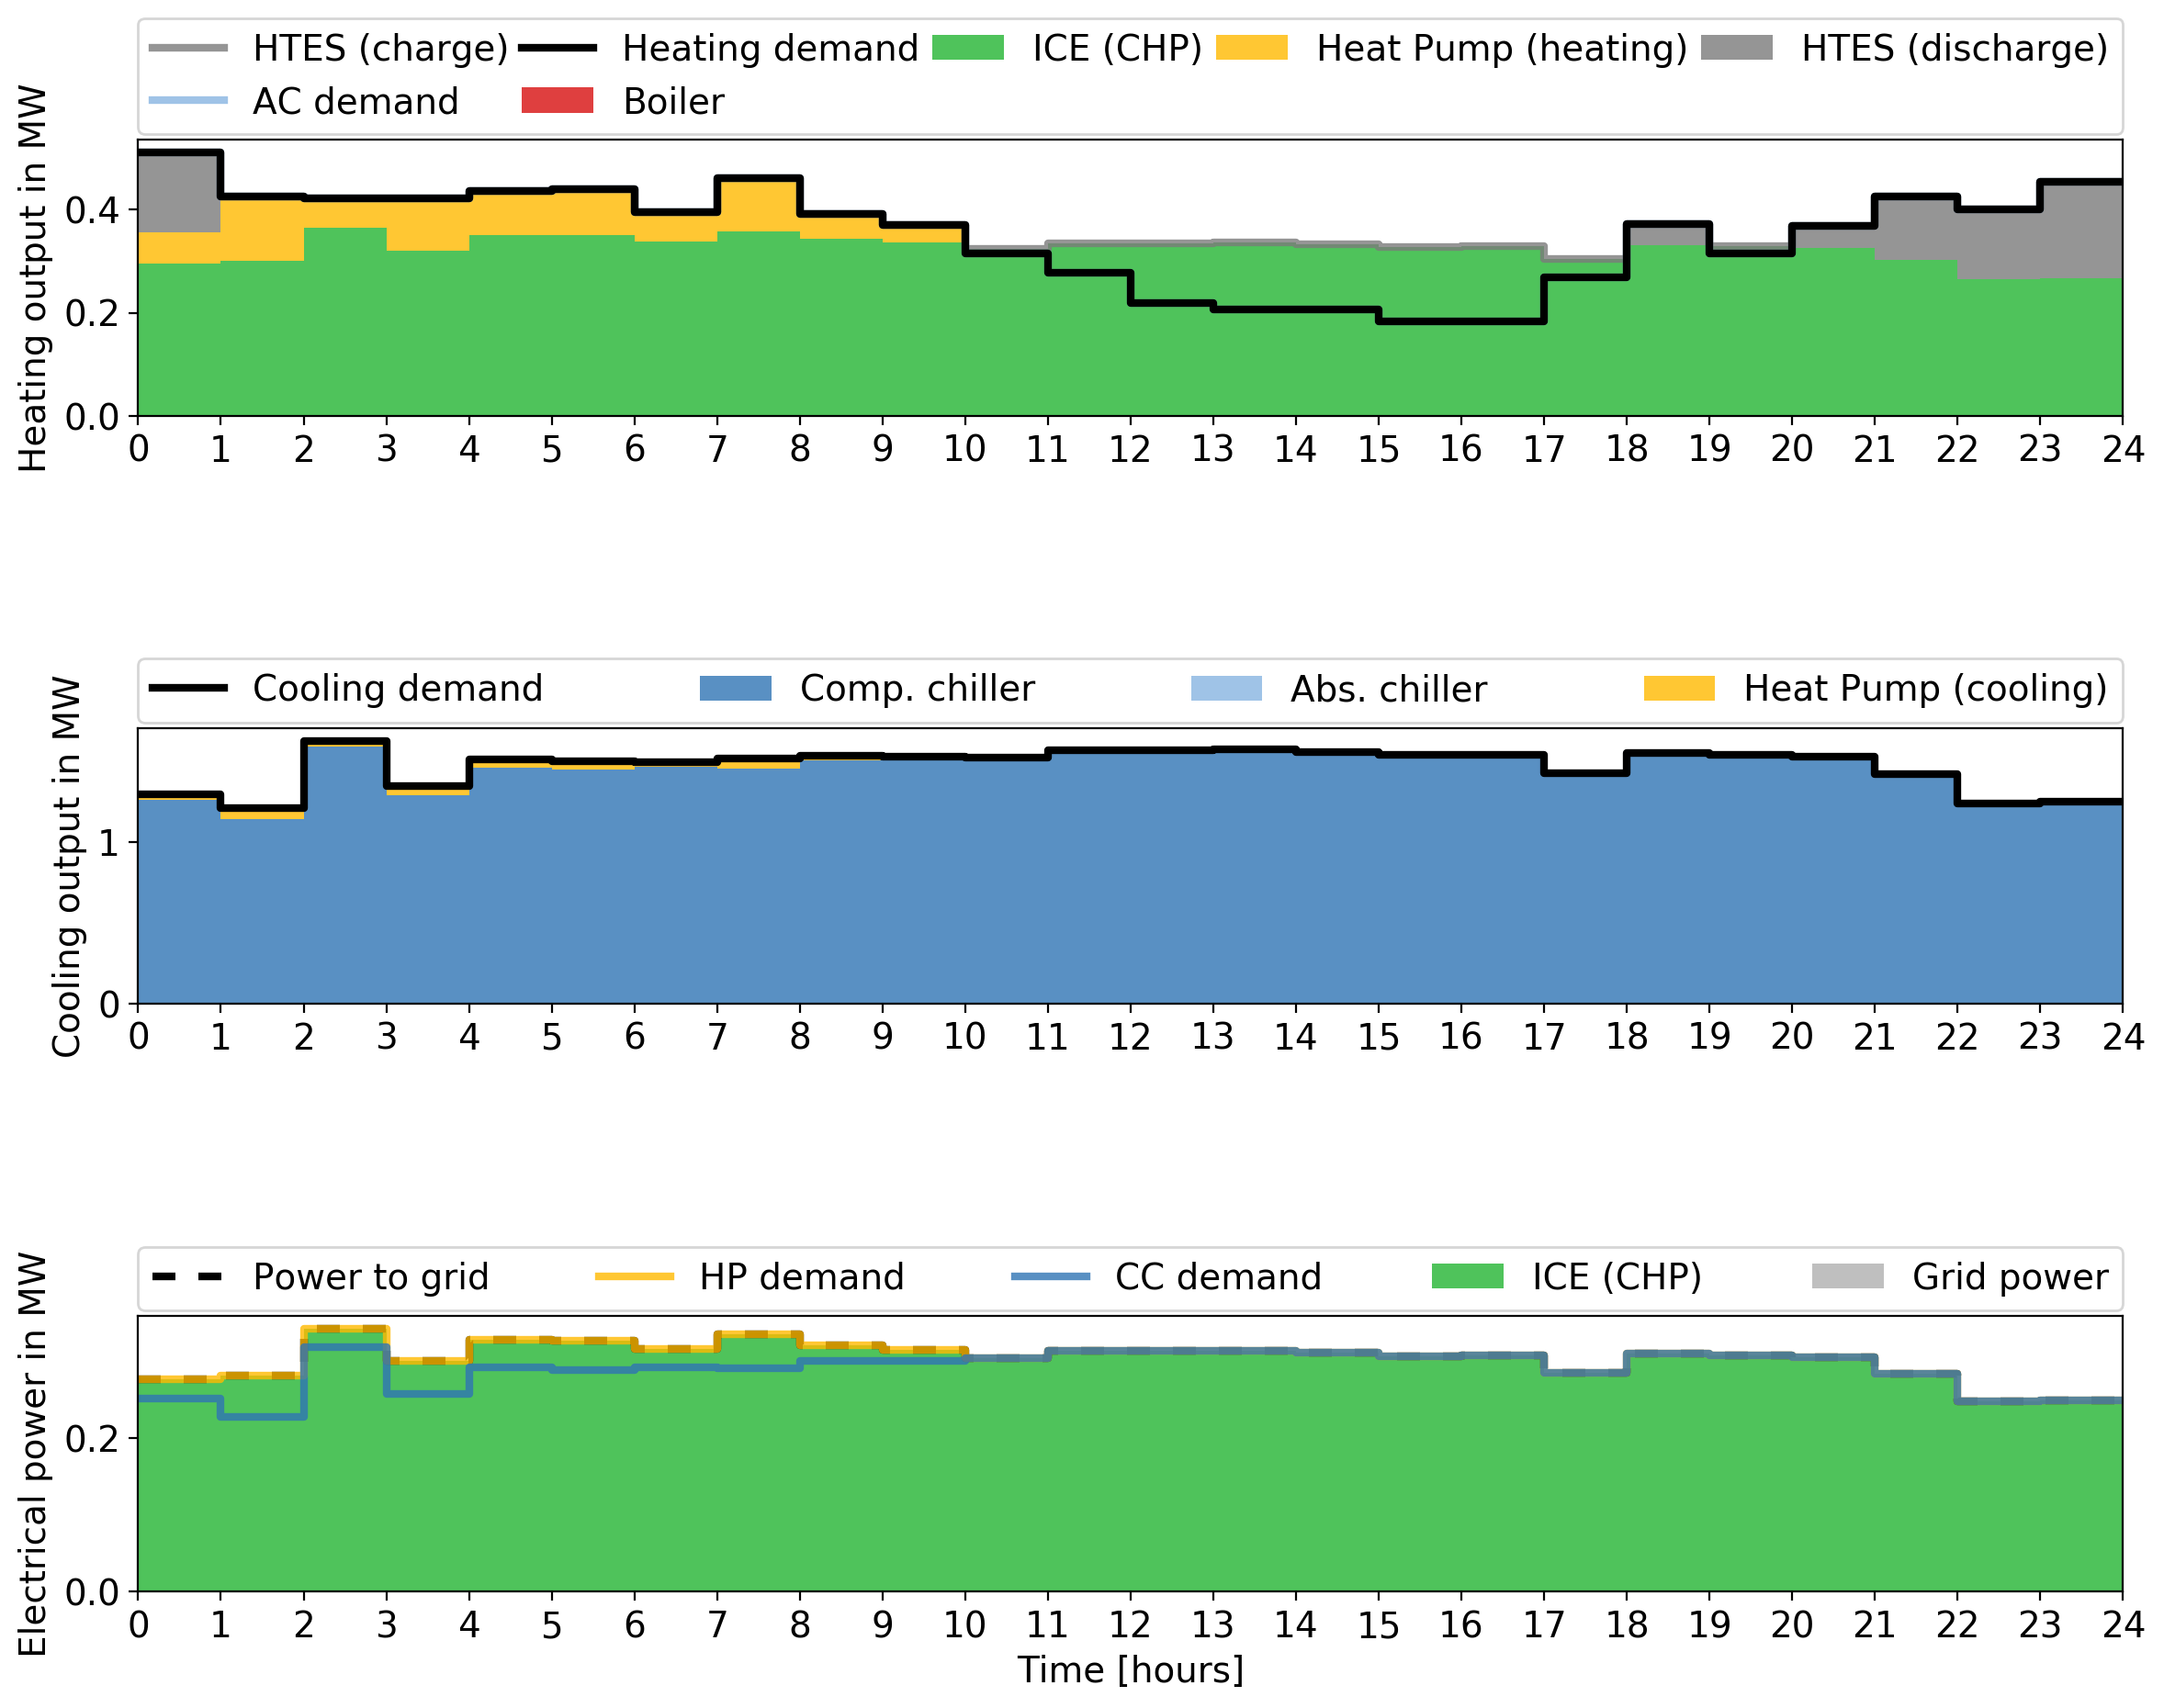 HTES (charge) Heating demand ICE (CHP) Heat Pump (heating) HTES (discharge)
AC demand Boiler
Heating output in MW
0.4
0.2
0.0
0 1 2 3 4 5 6 7 8 9 10 11 12 13 14 15 16 17 18 19 20 21 22 23 24
Cooling demand Comp. chiller Abs. chiller Heat Pump (cooling)
Cooling output in MW
1
0
0 1 2 3 4 5 6 7 8 9 10 11 12 13 14 15 16 17 18 19 20 21 22 23 24
Power to grid HP demand CC demand ICE (CHP) Grid power
Electrical power in MW
0.2
0.0
0 1 2 3 4 5 6 7 8 9 10 11 12 13 14 15 16 17 18 19 20 21 22 23 24
Time [hours]